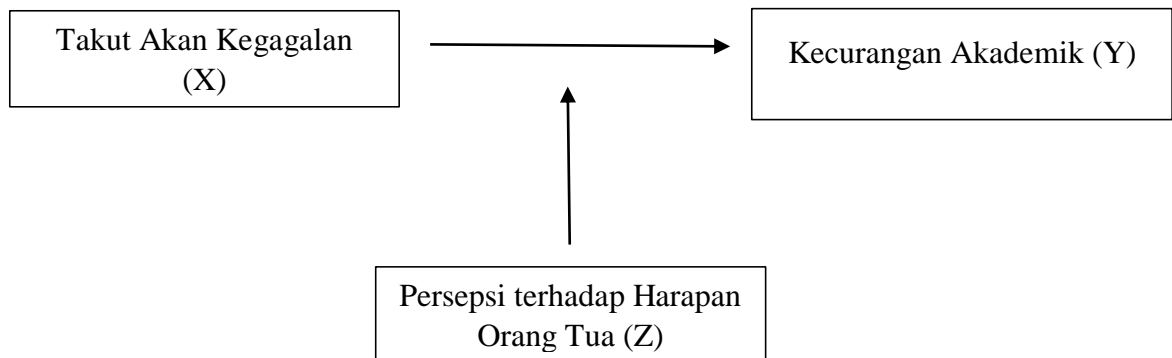 Takut Akan Kegagalan
(X)
Kecurangan Akademik (Y)
Persepsi terhadap Harapan
Orang Tua (Z)